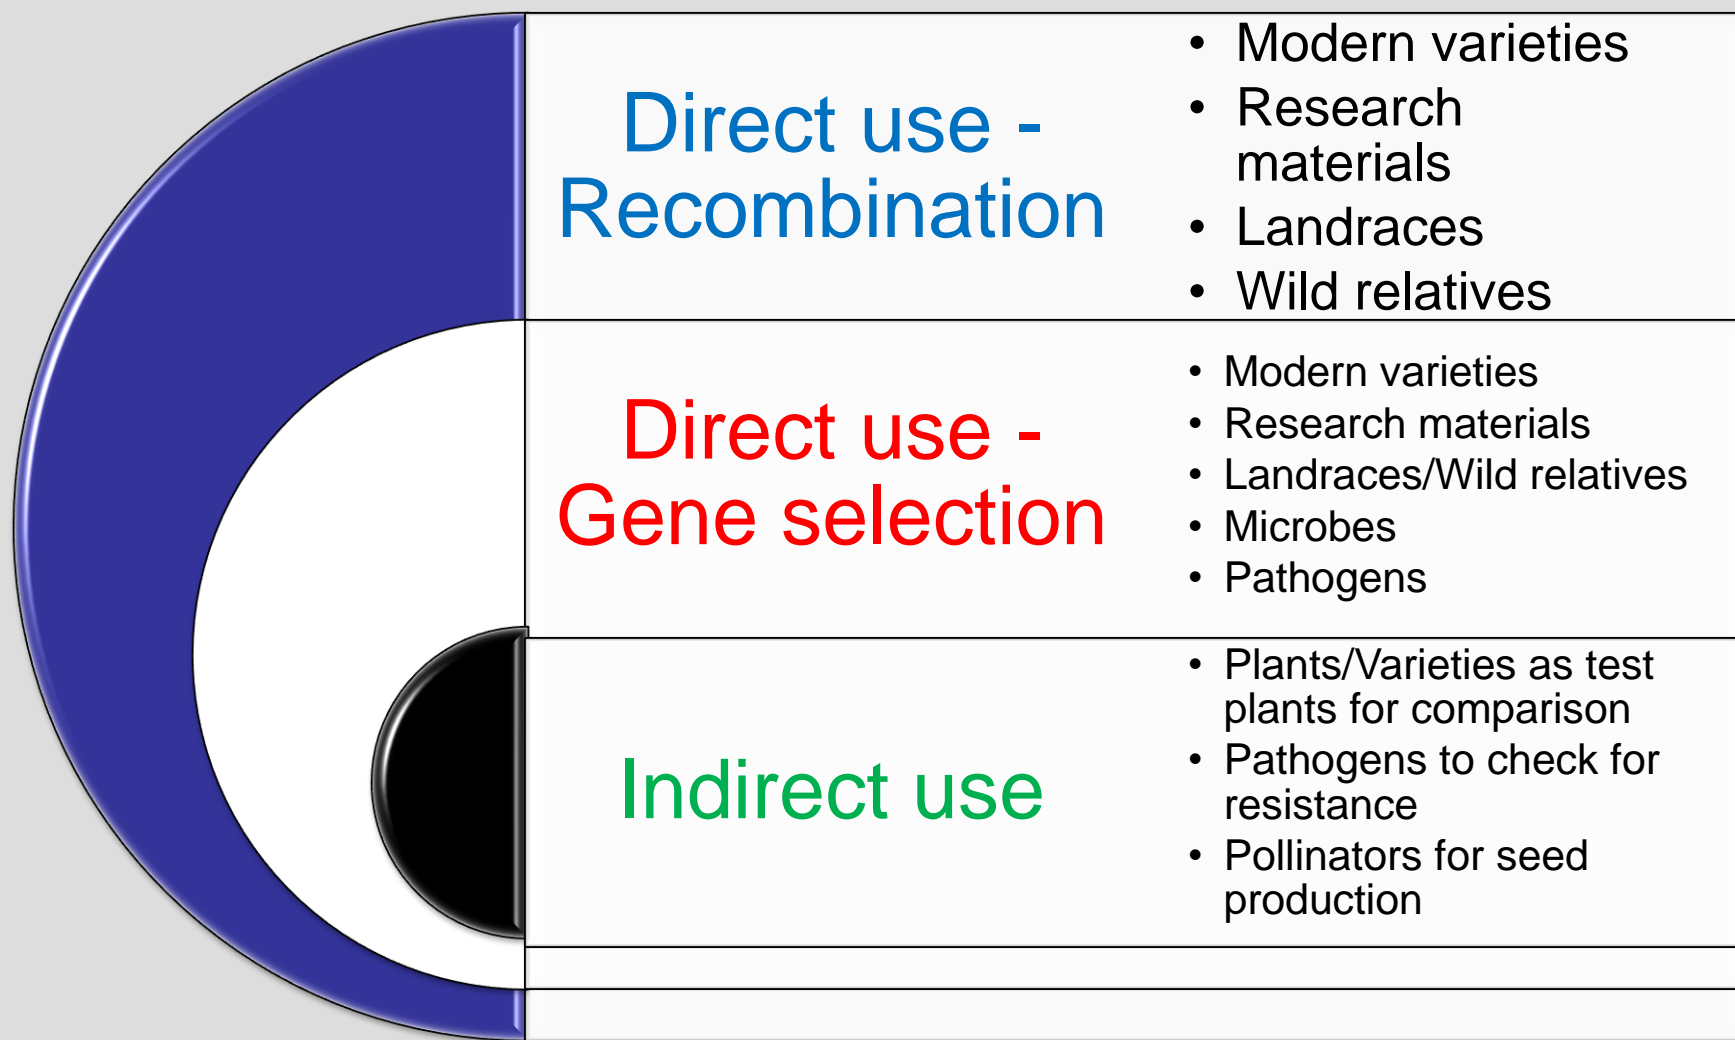 Direct use -
Recombination
• Modern varieties
• Research
materials
• Landraces
• Wild relatives
Direct use -
Gene selection
• Modern varieties
• Research materials
• Landraces/Wild relatives
• Microbes
• Pathogens
Indirect use
• Plants/Varieties as test
plants for comparison
• Pathogens to check for
resistance
• Pollinators for seed
production